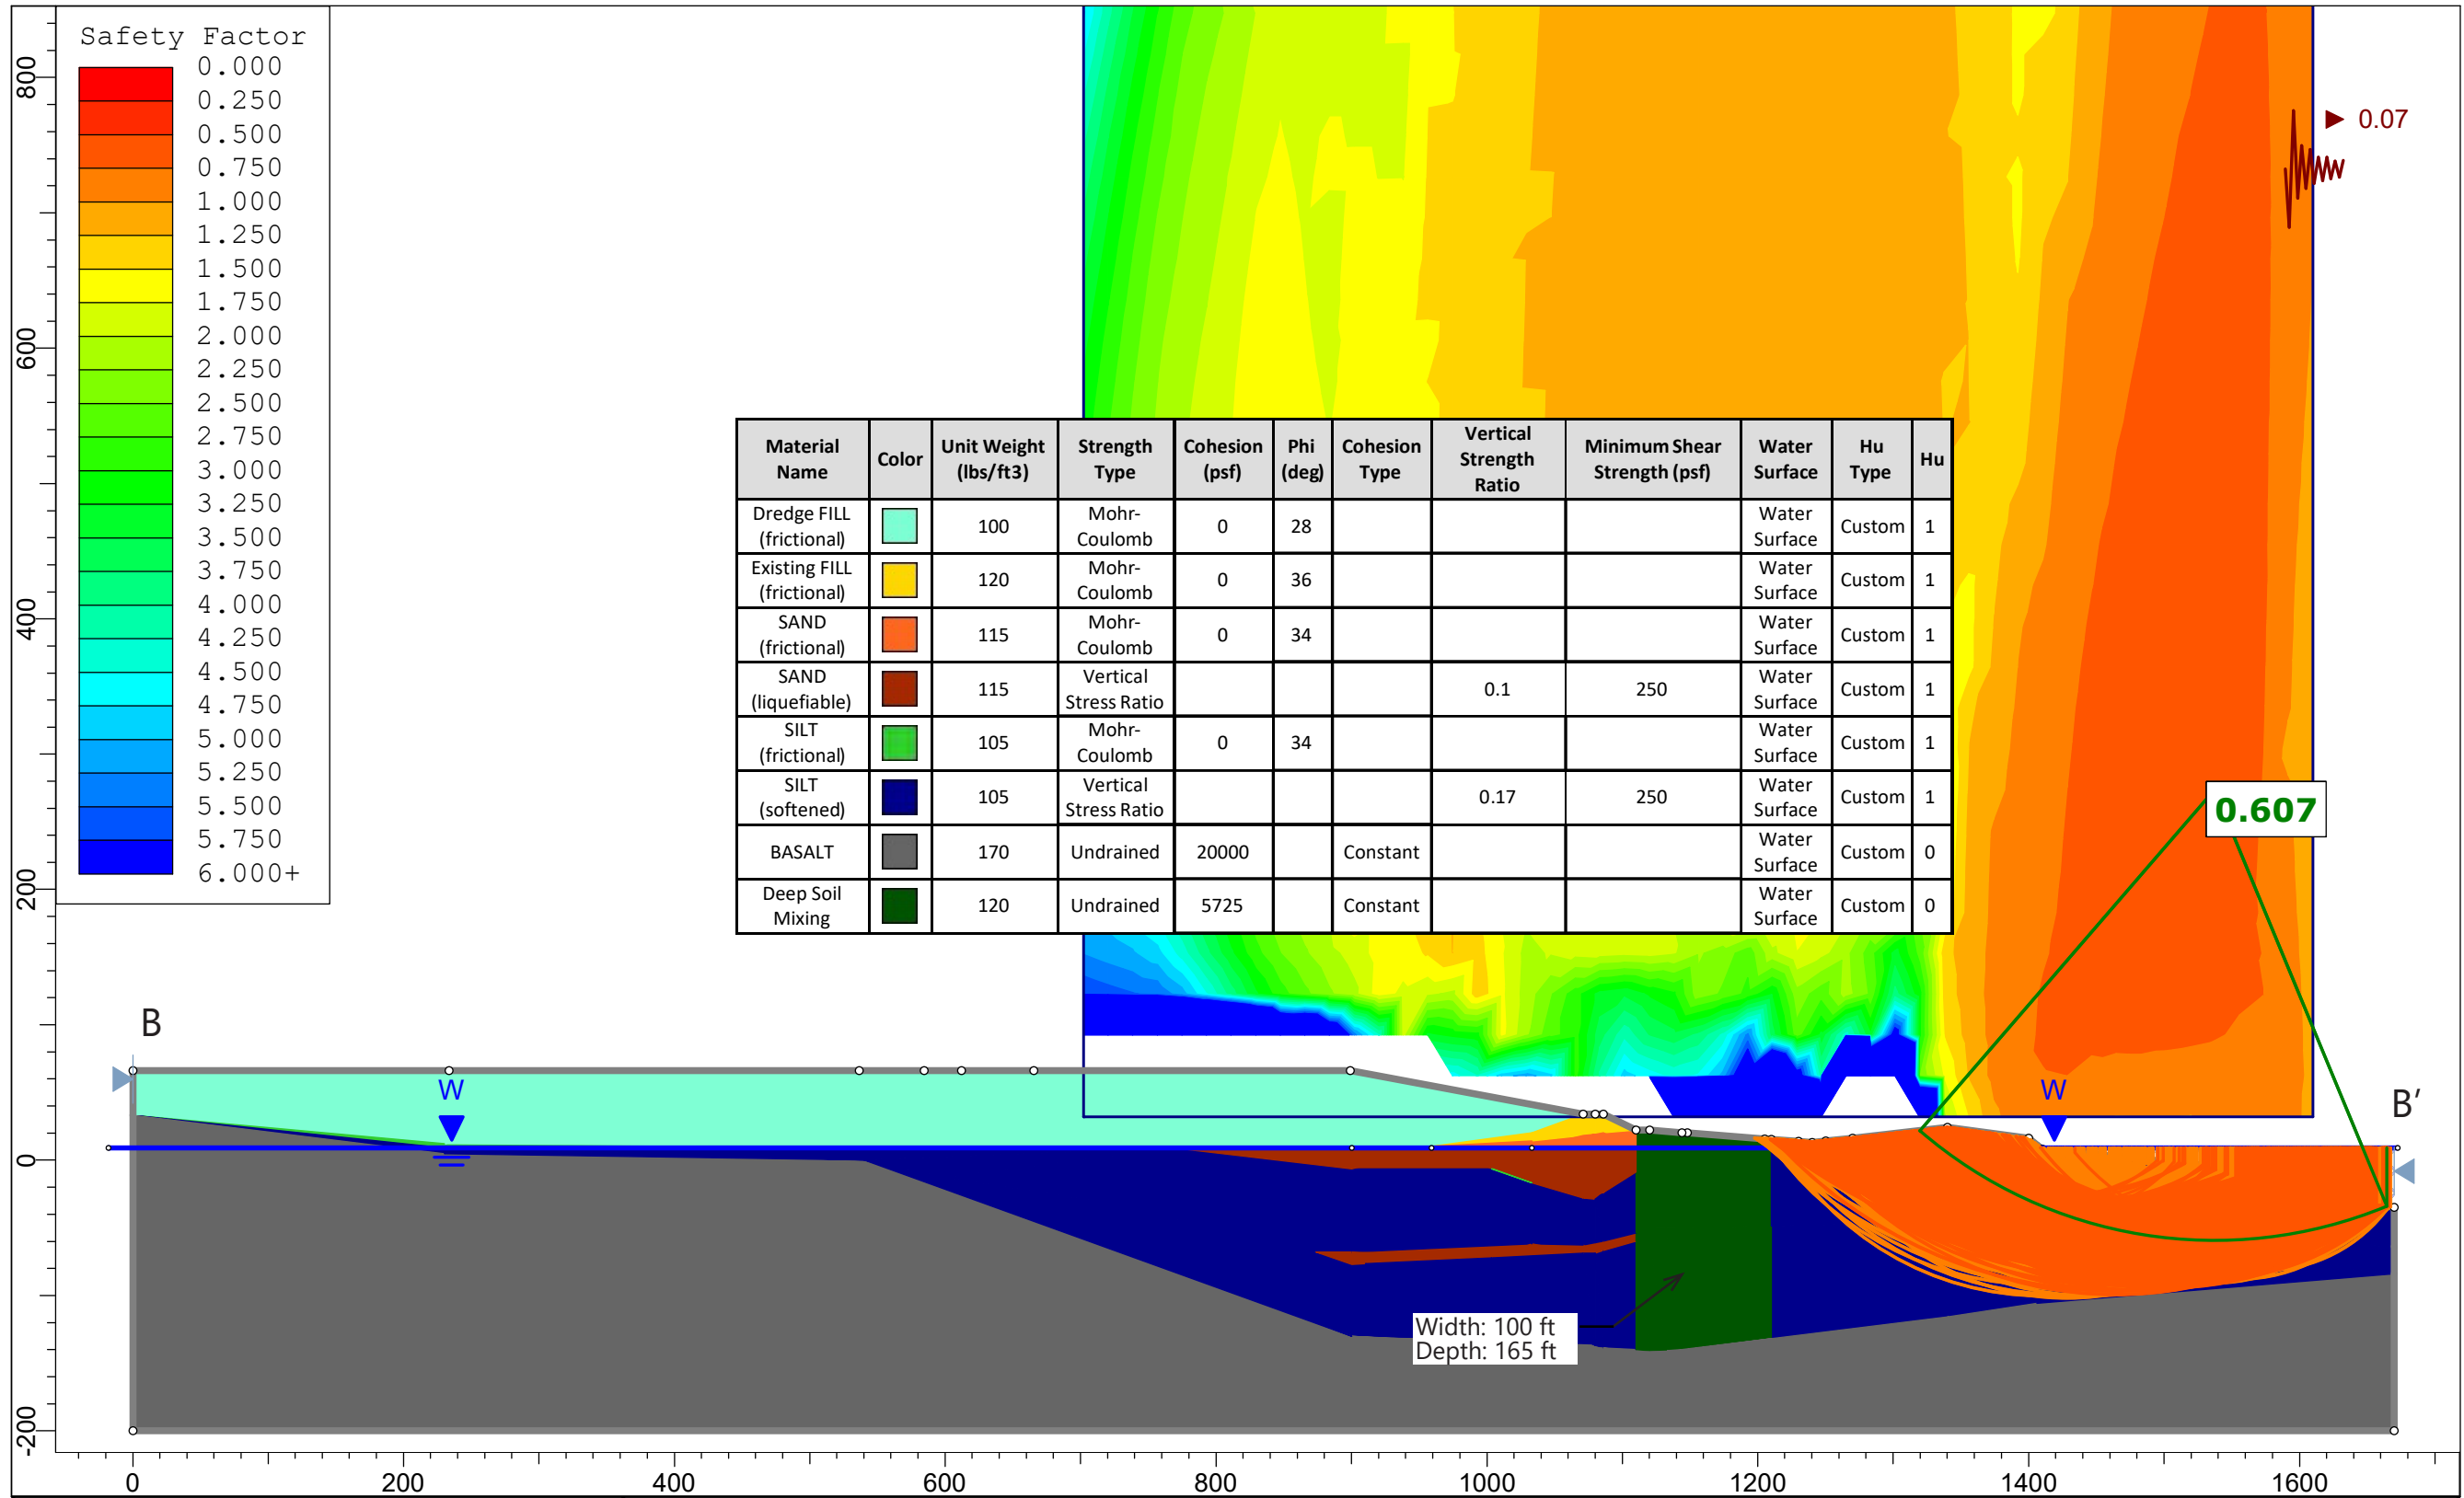 Safety Factor
0.000
0.250
0.500
0.750
1.000
1.250
1.500
1.750
2.000
2.250
2.500
2.750
3.000
3.250
3.500
3.750
4.000
4.250
4.500
4.750
5.000
5.250
5.500
5.750
6.000+
800
600
400
200
0
-200
0.07
Material Name Color Unit Weight (lbs/ft3) Strength Type Cohesion (psf) Phi (deg) Cohesion Type Vertical Strength Ratio Minimum Shear Strength (psf) Water Surface Hu Type Hu
Dredge FILL (frictional) 100 Mohr-Coulomb 0 28 Water Surface Custom 1
Existing FILL (frictional) 120 Mohr-Coulomb 0 36 Water Surface Custom 1
SAND (frictional) 115 Mohr-Coulomb 0 34 Water Surface Custom 1
SAND (liquefiable) 115 Vertical Stress Ratio 0.1 250 Water Surface Custom 1
SILT (frictional) 105 Mohr-Coulomb 0 34 Water Surface Custom 1
SILT (softened) 105 Vertical Stress Ratio 0.17 250 Water Surface Custom 1
BASALT 170 Undrained 20000 Constant Water Surface Custom 0
Deep Soil Mixing 120 Undrained 5725 Constant Water Surface Custom 0
0.607
B
W
W
B'
Width: 100 ft
Depth: 165 ft
0 200 400 600 800 1000 1200 1400 1600